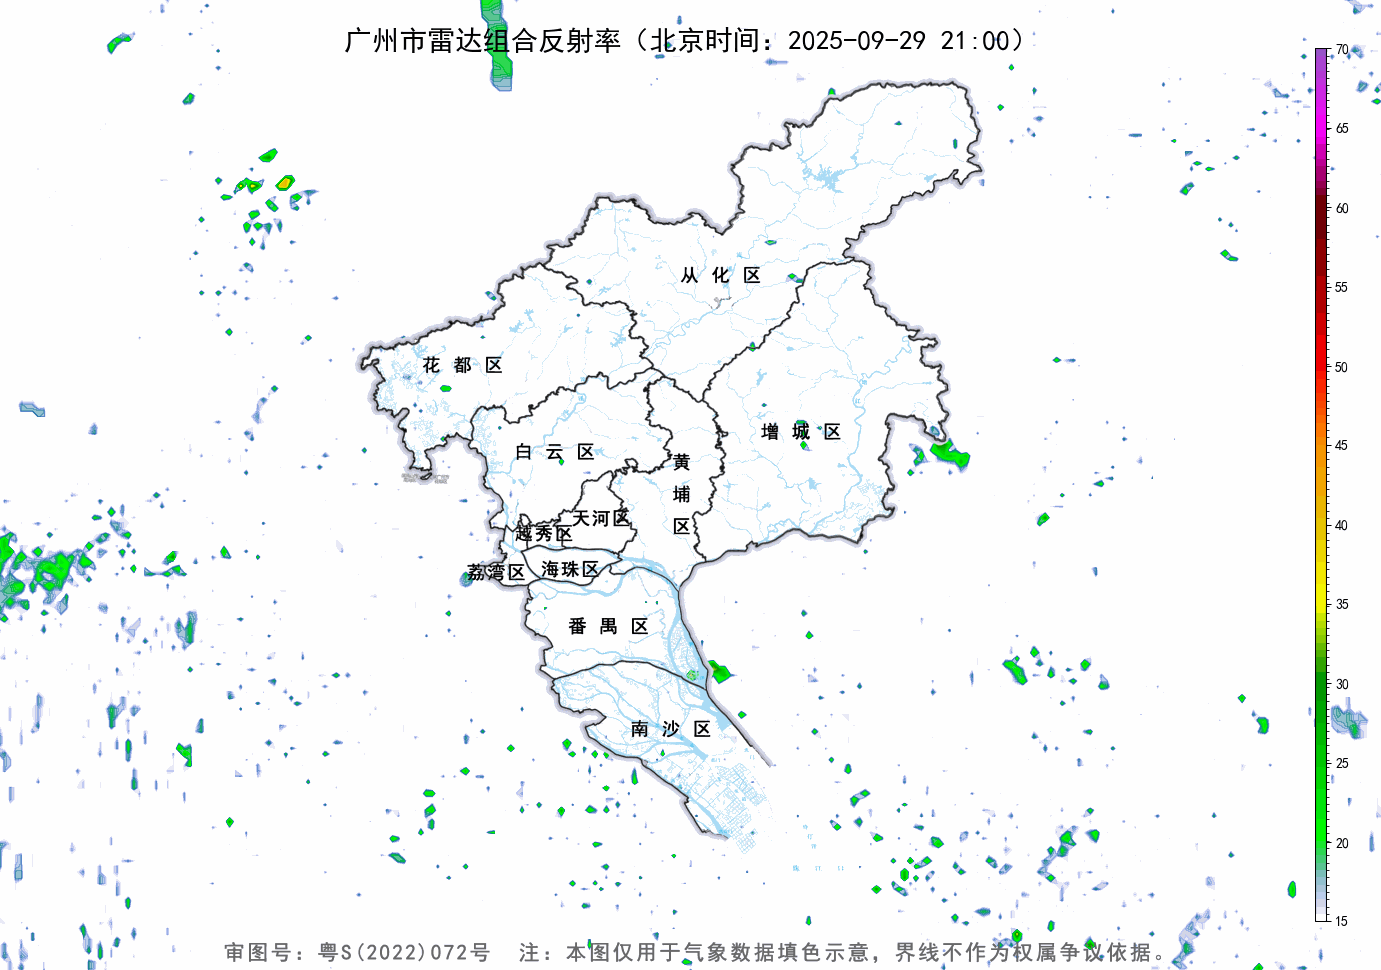 广州市雷达组合反射率（北京时间：2025-09-29 21:00）
70
65
60
55
50
45
40
35
30
25
20
15
从化区
花都区
增城区
白云区
黄埔区
天河区
越秀区
荔湾区
海珠区
番禺区
南沙区
审图号：粤S(2022)072号 注：本图仅用于气象数据填色示意，界线不作为权属争议依据。